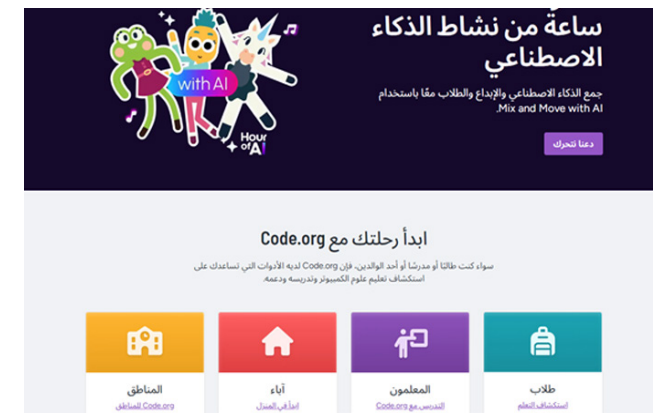 ساعة من نشاط الذكاء
الاصطناعي
جمع الذكاء الاصطناعي والإبداع والطلاب معًا باستخدام
Mix and Move with AI.
دعنا نتحرك
with AI
Hour
of AI
ابدأ رحلتك مع Code.org
سواء كنت طالبًا أو مدرسًا أو أحد الوالدين، فإن Code.org لديه الأدوات التي تساعدك على
استكشاف تعليم علوم الكمبيوتر وتدريسه ودعمه.
طلاب
استكشاف التعلم
المعلمون
التدريس مع Code.org
آباء
ابدأ في المنزل
المناطق
Code.org للمناطق